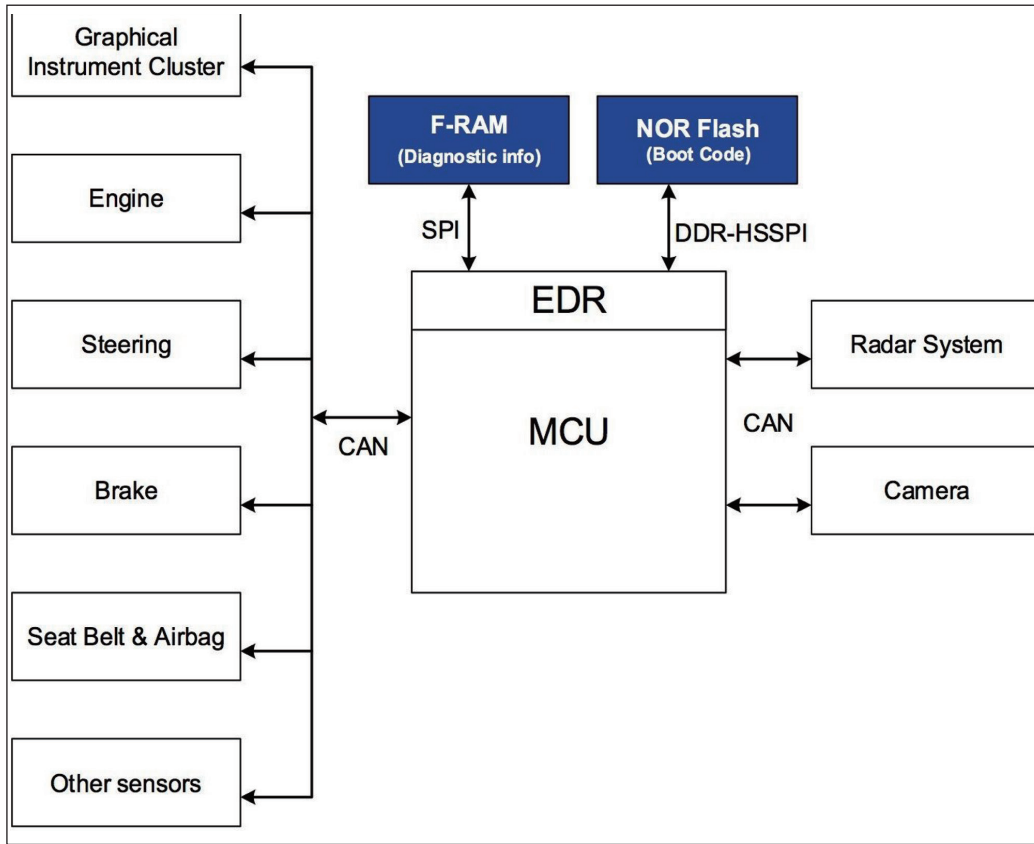 Graphical
Instrument Cluster
F-RAM
(Diagnostic info)
NOR Flash
(Boot Code)
Engine
SPI
DDR-HSSPI
EDR
Steering
Radar System
MCU
CAN
CAN
Brake
Camera
Seat Belt & Airbag
Other sensors